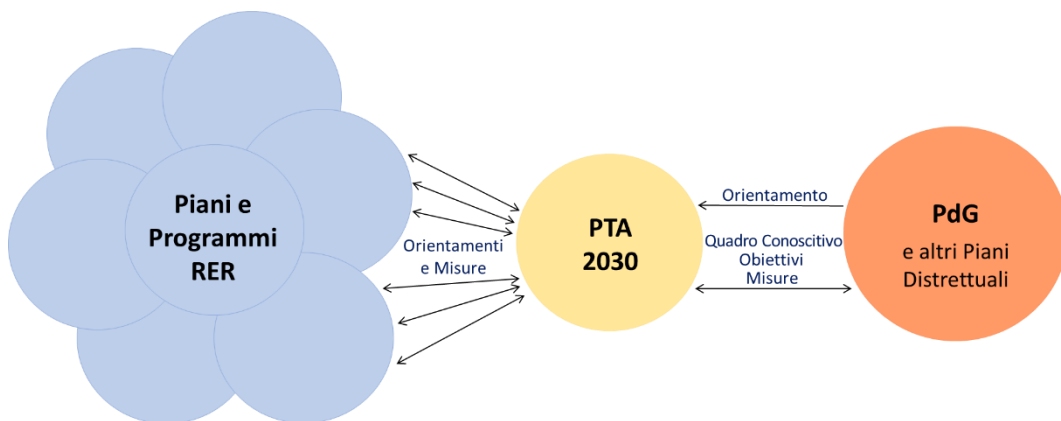 Piani e
Programmi
RER
Orientamenti
e Misure
PTA
2030
Orientamento
Quadro Conoscitivo
Obiettivi
Misure
PdG
e altri Piani
Distrettuali